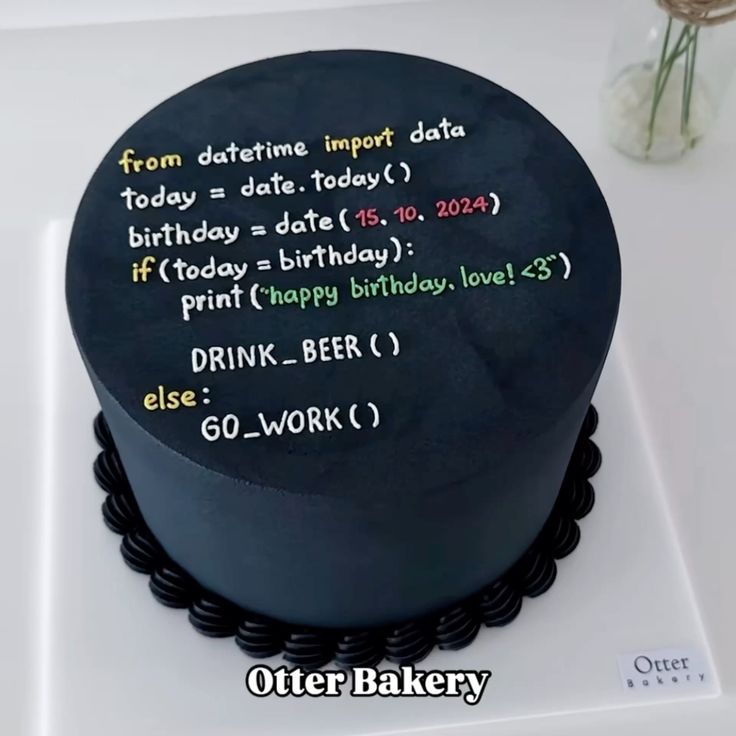 from datetime import data
today = date.today()
birthday = date(15. 10. 2024)
if(today = birthday):
print("happy birthday. love! <3")
DRINK_BEER()
else:
GO_WORK()
Otter
Bakery
Otter Bakery